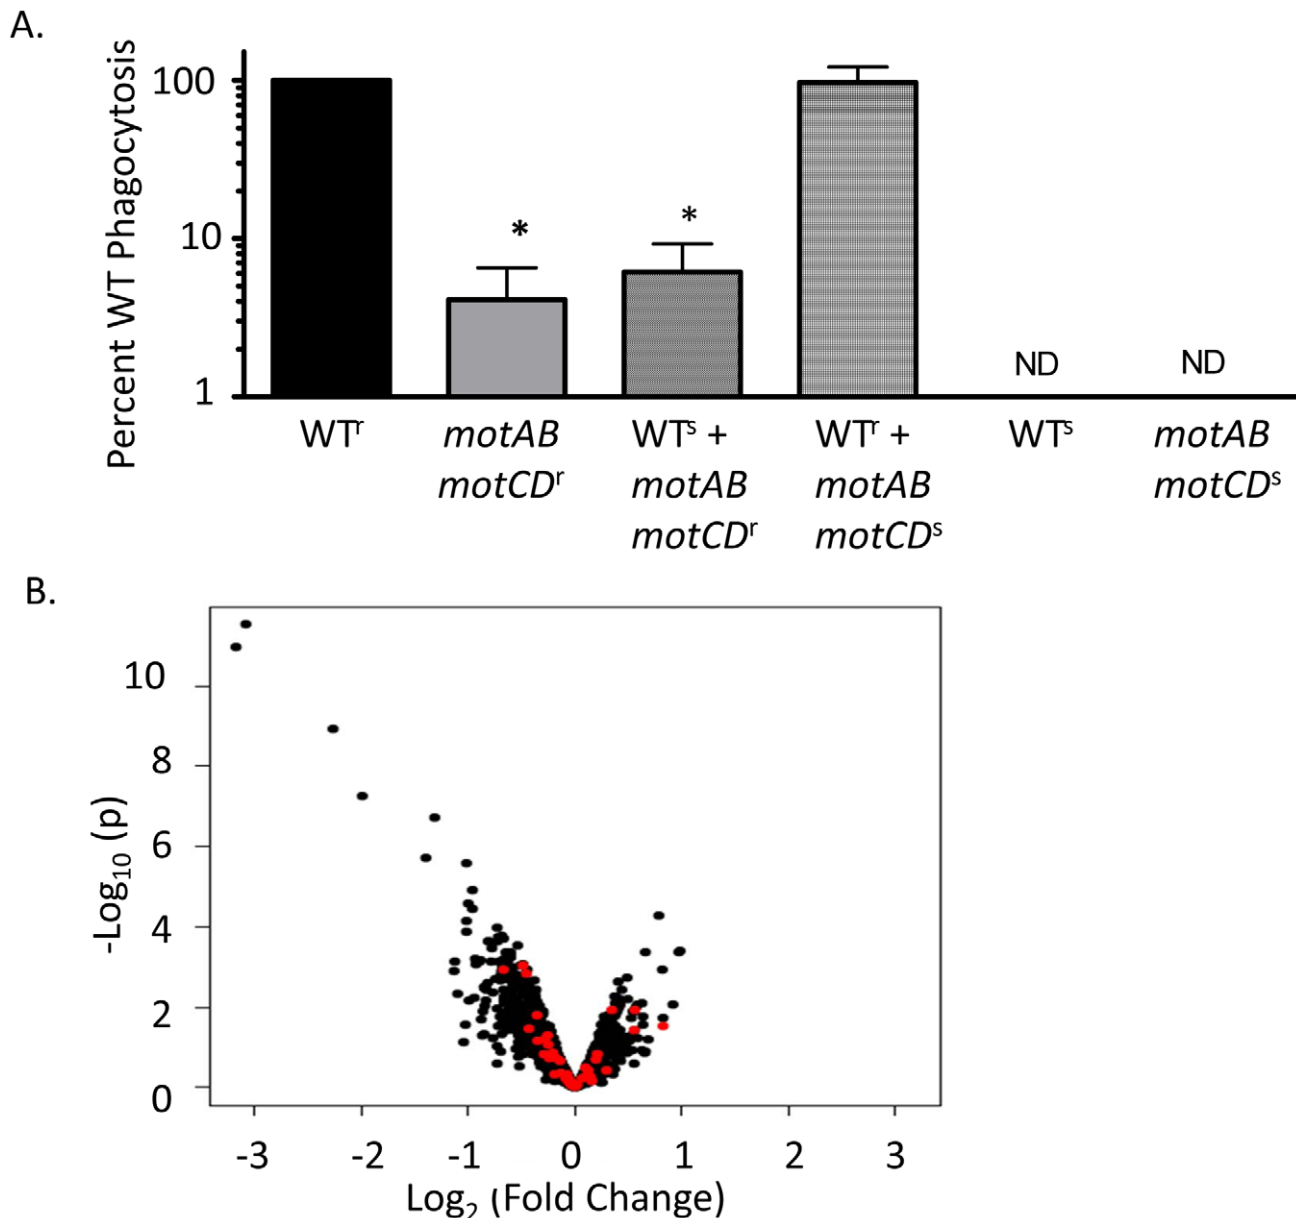 A.
Percent WT Phagocytosis
100
10
1
*
*
ND
ND
WTʳ
motAB
motCDʳ
WTˢ +
motAB
motCDʳ
WTʳ +
motAB
motCDˢ
WTˢ
motAB
motCDˢ
B.
-Log₁₀ (p)
10
8
6
4
2
0
-3
-2
-1
0
1
2
3
Log₂ (Fold Change)